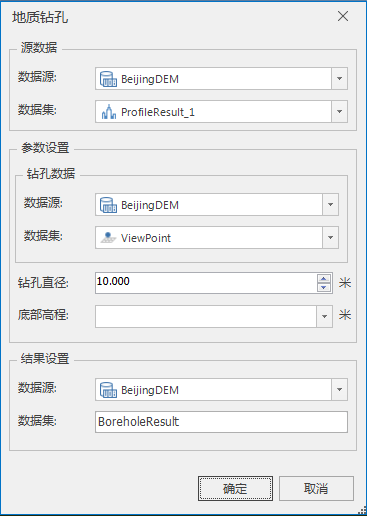 地质钻孔
源数据
数据源: BeijingDEM
数据集: ProfileResult_1
参数设置
钻孔数据
数据源: BeijingDEM
数据集: ViewPoint
钻孔直径: 10.000 米
底部高程: 米
结果设置
数据源: BeijingDEM
数据集: BoreholeResult
确定 取消